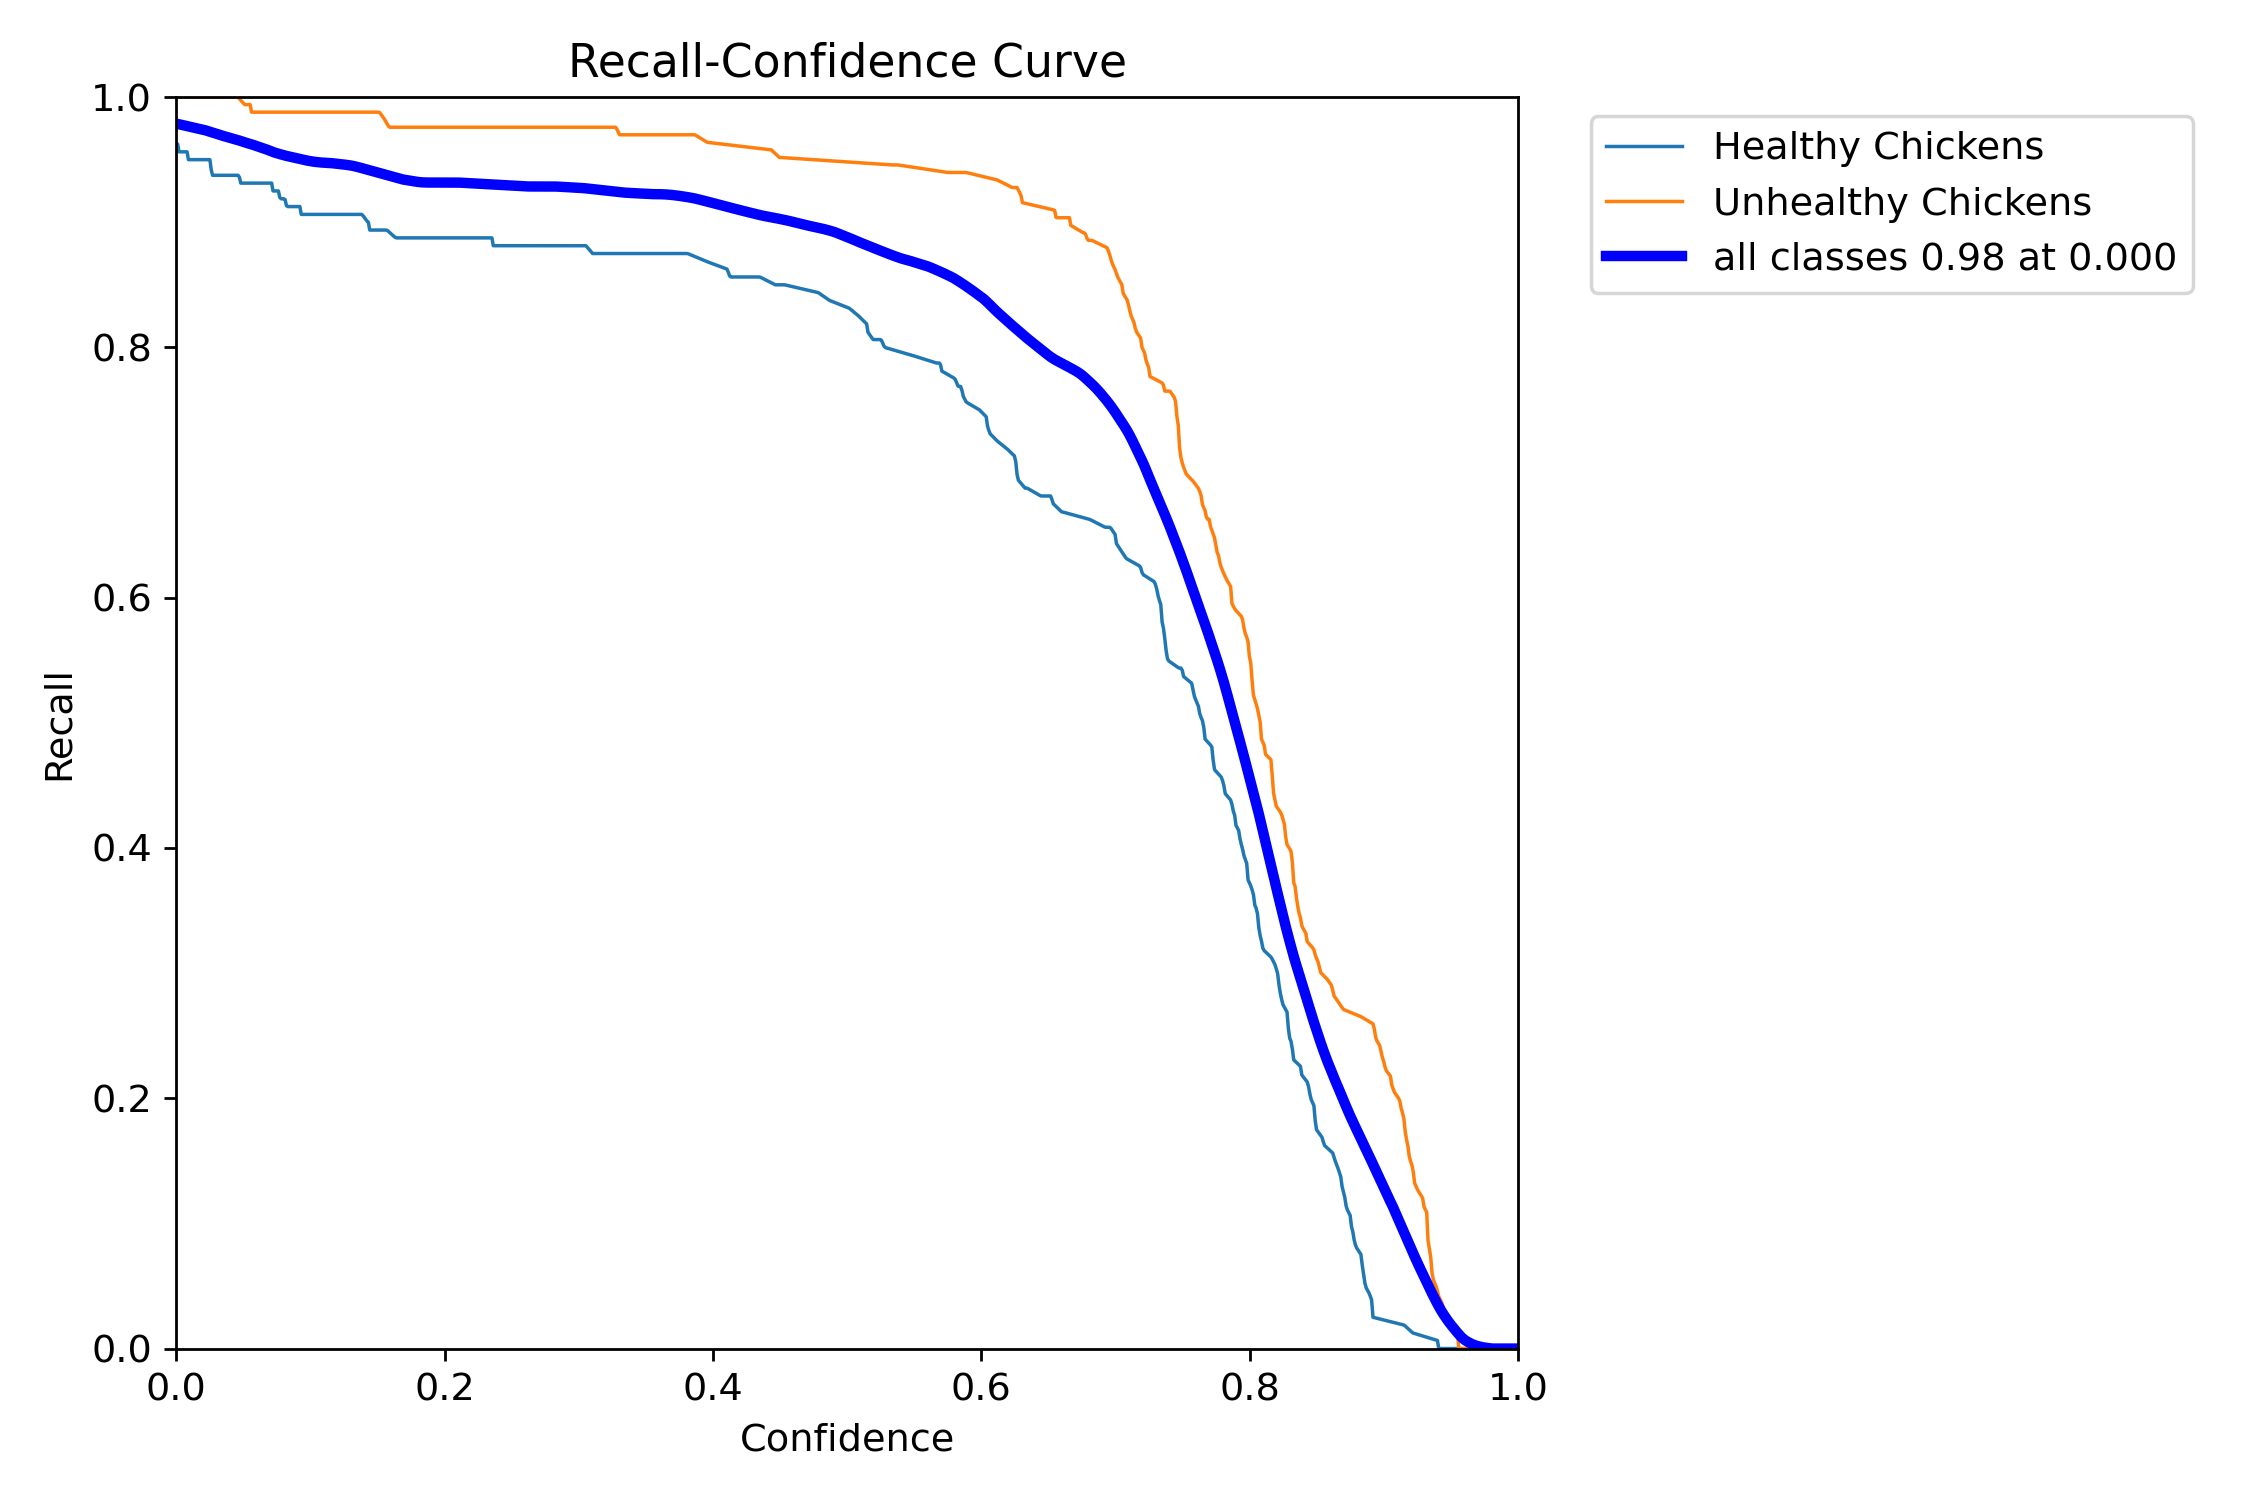 Recall-Confidence Curve
Healthy Chickens
Unhealthy Chickens
all classes 0.98 at 0.000
Recall
1.0
0.8
0.6
0.4
0.2
0.0
0.0 0.2 0.4 0.6 0.8 1.0
Confidence